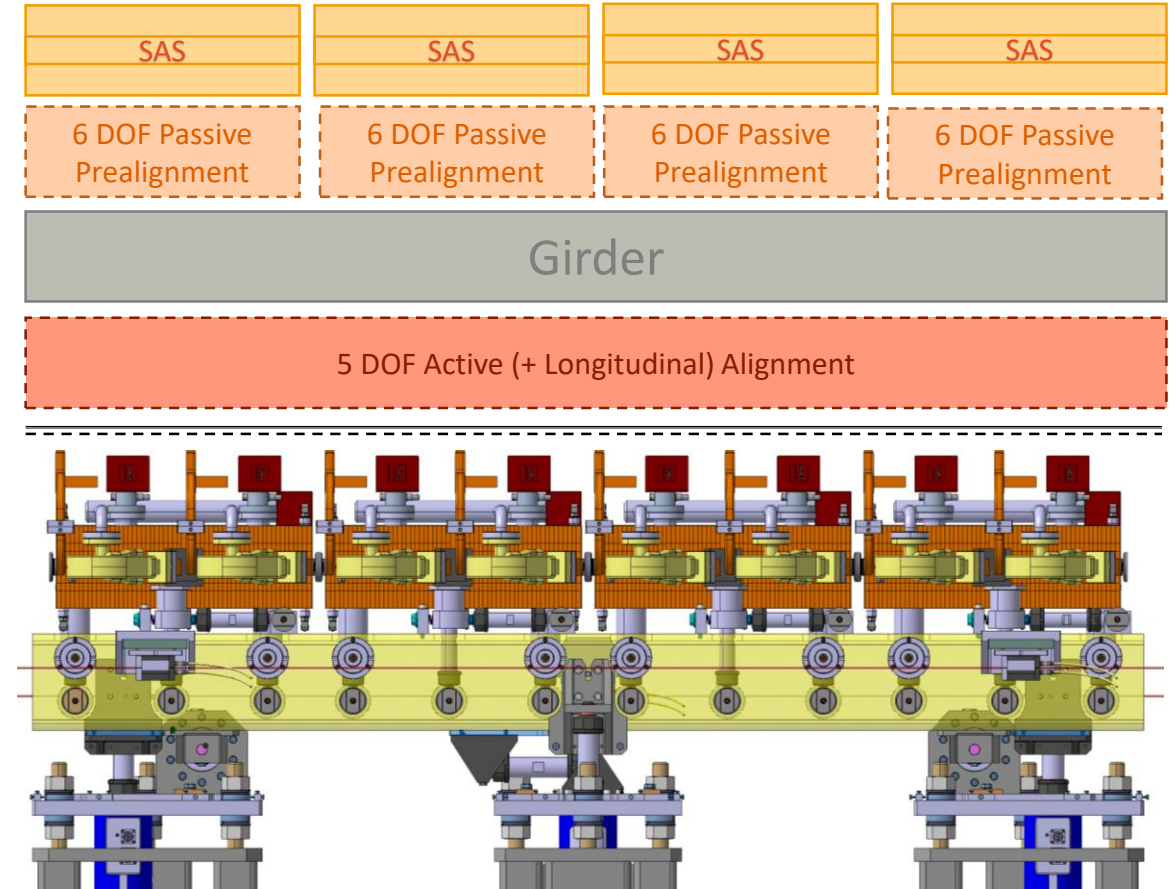 SAS SAS SAS SAS
6 DOF Passive 6 DOF Passive 6 DOF Passive 6 DOF Passive
Prealignment Prealignment Prealignment Prealignment
Girder
5 DOF Active (+ Longitudinal) Alignment